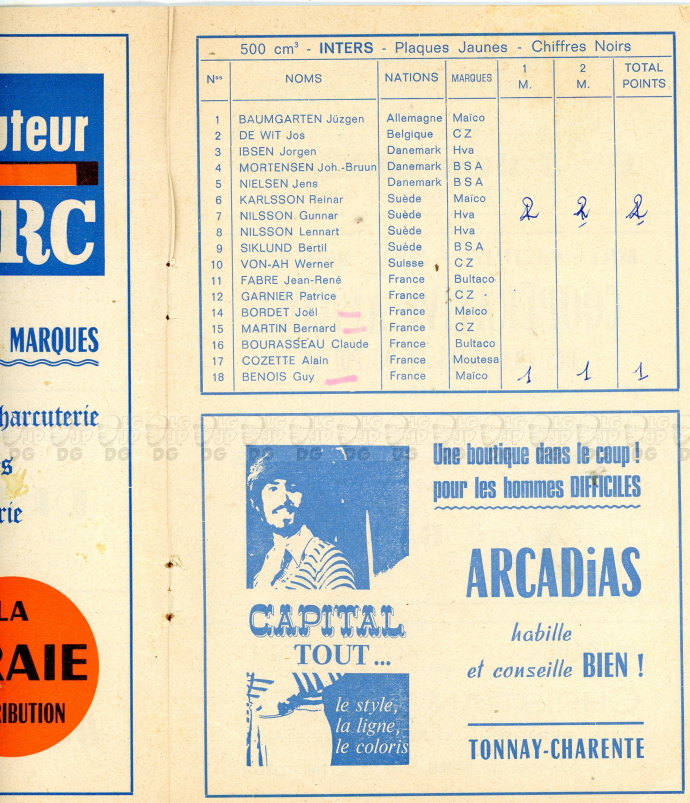 uteur
RC
MARQUES
harcuterie
s
rie
LA
RAIE
RIBUTION
500 cm³ - INTERS - Plaques Jaunes - Chiffres Noirs
Nos NOMS NATIONS MARQUES 1 M. 2 M. TOTAL POINTS
1 BAUMGARTEN Jüzgen Allemagne Maïco
2 DE WIT Jos Belgique C Z
3 IBSEN Jorgen Danemark Hva
4 MORTENSEN Joh.-Bruun Danemark B S A
5 NIELSEN Jens Danemark B S A
6 KARLSSON Reinar Suède Maïco
7 NILSSON Gunnar Suède Hva 2 2 2
8 NILSSON Lennart Suède Hva
9 SIKLUND Bertil Suède B S A
10 VON-AH Werner Suisse C Z
11 FABRE Jean-René France Bultaco
12 GARNIER Patrice France C Z
14 BORDET Joël France Maïco
15 MARTIN Bernard France C Z
16 BOURASSEAU Claude France Bultaco
17 COZETTE Alain France Moutesa
18 BENOIS Guy France Maïco 1 1 1
Une boutique dans le coup !
pour les hommes DIFFICILES
CAPITAL
TOUT...
le style,
la ligne,
le coloris
ARCADiAS
habille
et conseille BIEN !
TONNAY-CHARENTE